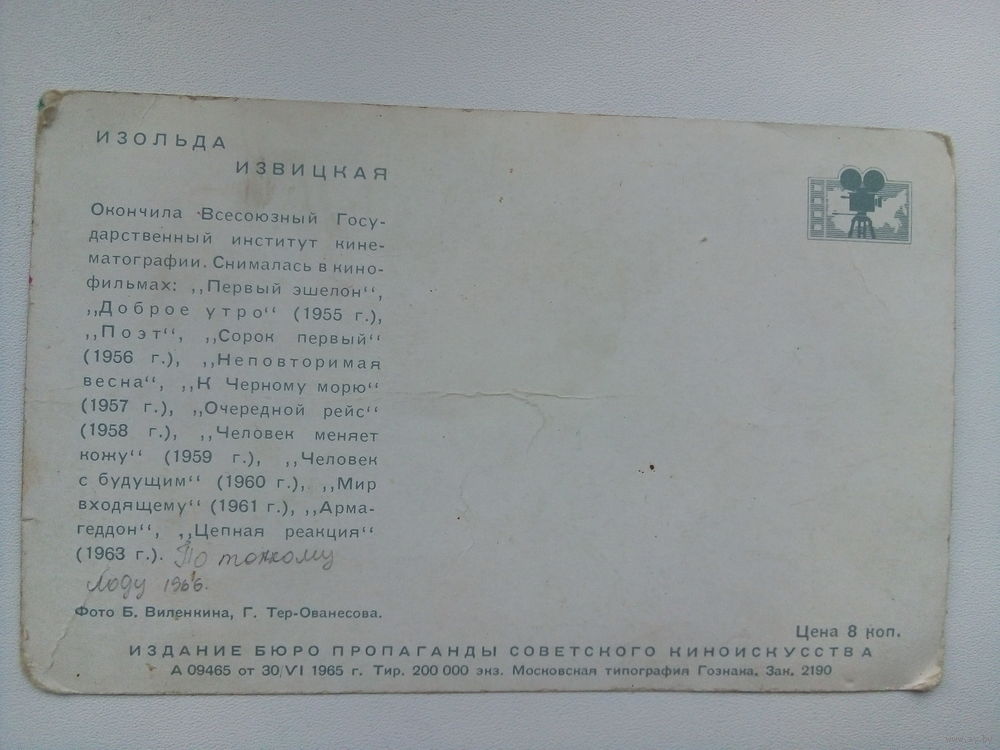 ИЗОЛЬДА
ИЗВИЦКАЯ
Окончила Всесоюзный Госу-
дарственный институт кине-
матографии. Снималась в кино-
фильмах: ,,Первый эшелон“,
,,Доброе утро“ (1955 г.),
,,Поэт“, ,,Сорок первый“
(1956 г.), ,,Неповторимая
весна“, ,,К Черному морю“
(1957 г.), ,,Очередной рейс“
(1958 г.), ,,Человек меняет
кожу“ (1959 г.), ,,Человек
с будущим“ (1960 г.), ,,Мир
входящему“ (1961 г.), ,,Арма-
геддон“, ,,Цепная реакция“
(1963 г.). По тонкому
льду 1966.
Фото Б. Виленкина, Г. Тер-Ованесова.
Цена 8 коп.
ИЗДАНИЕ БЮРО ПРОПАГАНДЫ СОВЕТСКОГО КИНОИСКУССТВА
А 09465 от 30/VI 1965 г. Тир. 200 000 экз. Московская типография Гознака. Зак. 2190